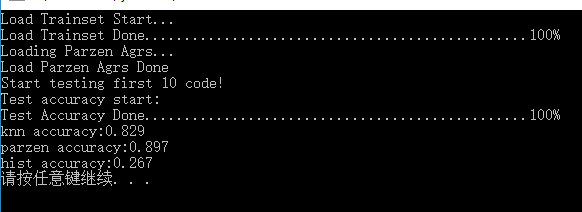 Load Trainset Start...
Load Trainset Done................................................100%
Loading Parzen Agrs...
Load Parzen Agrs Done
Start testing first 10 code!
Test accuracy start:
Test Accuracy Done................................................100%
knn accuracy:0.829
parzen accuracy:0.897
hist accuracy:0.267
请按任意键继续. . .